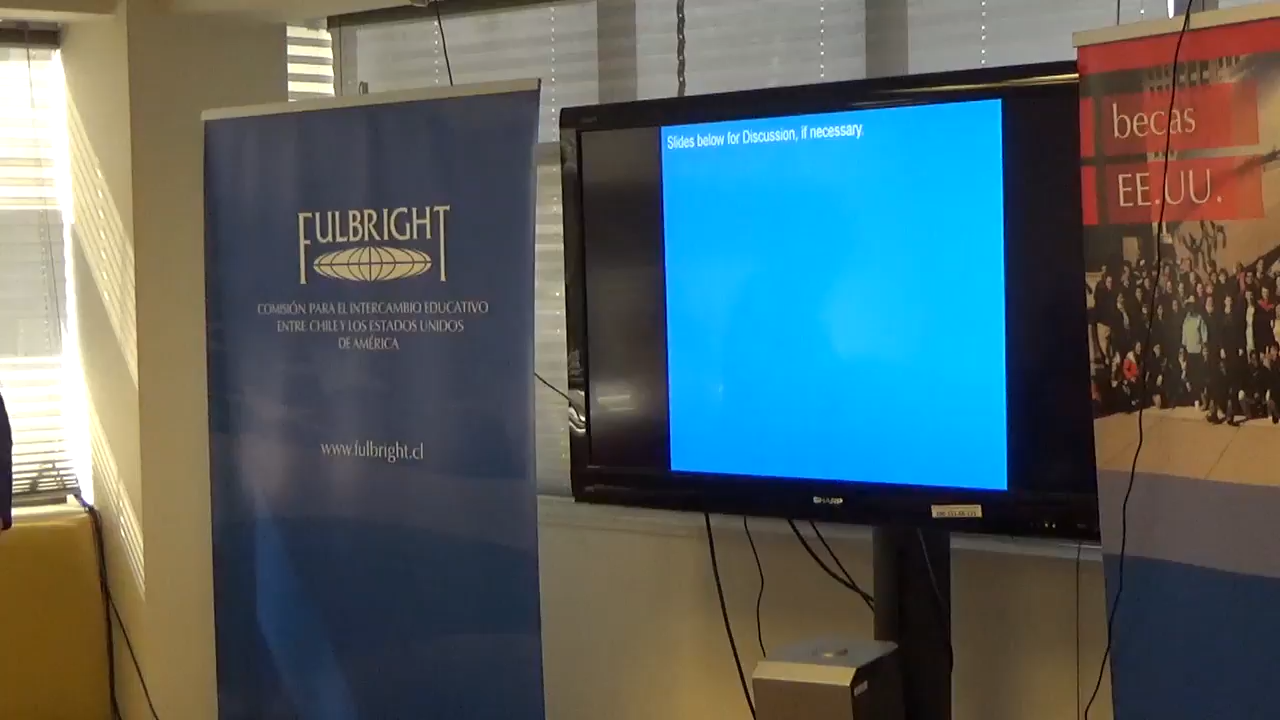 FULBRIGHT
COMISIÓN PARA EL INTERCAMBIO EDUCATIVO
ENTRE CHILE Y LOS ESTADOS UNIDOS
DE AMÉRICA
www.fulbright.cl
Slides below for Discussion, if necessary.
SHARP
becas
EE.UU.